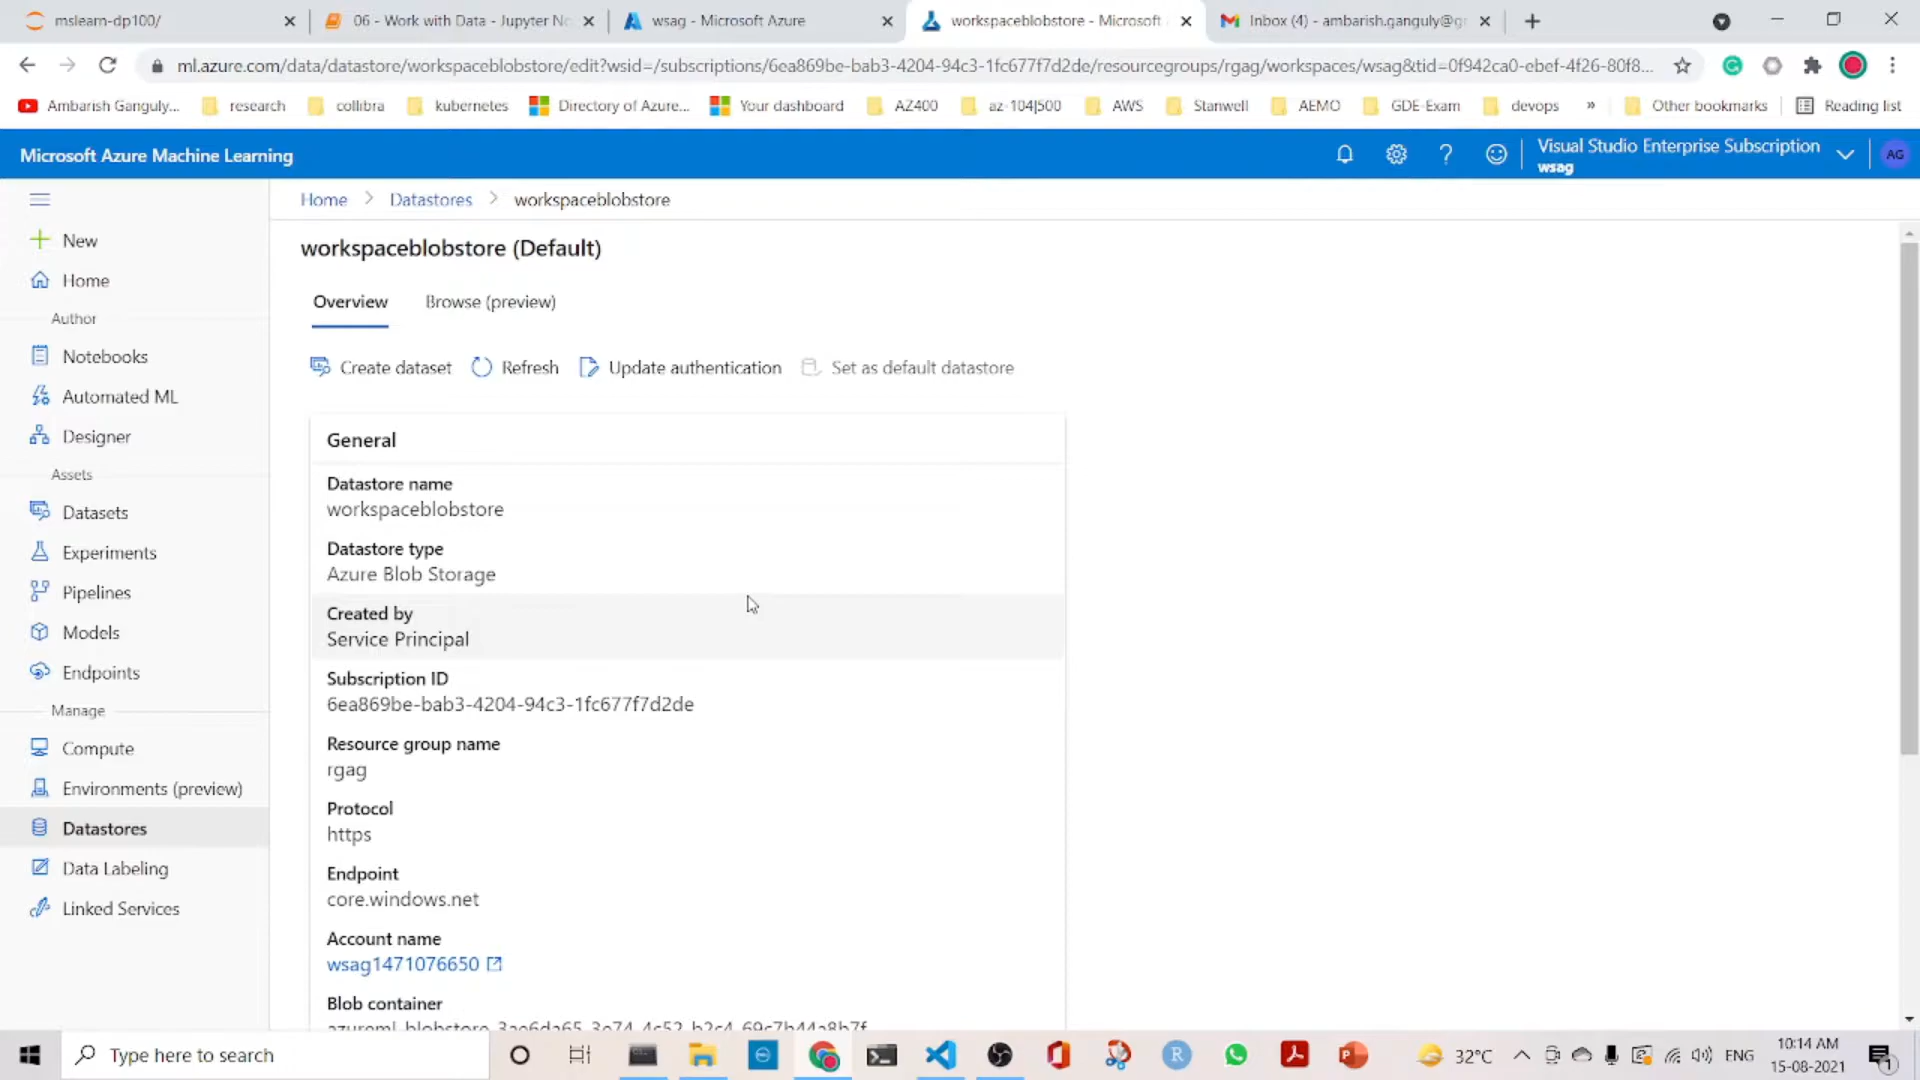 mslearn-dp100/
06 - Work with Data - Jupyter No
wsag - Microsoft Azure
workspaceblobstore - Microsoft
Inbox (4) - ambarish.ganguly@g
ml.azure.com/data/datastore/workspaceblobstore/edit?wsid=/subscriptions/6ea869be-bab3-4204-94c3-1fc677f7d2de/resourcegroups/rgag/workspaces/wsag&tid=0f942ca0-ebef-4f26-80f8...
Ambarish Ganguly...
research
collibra
kubernetes
Directory of Azure...
Your dashboard
AZ400
az-104|500
AWS
Stanwell
AEMO
GDE-Exam
devops
»
Other bookmarks
Reading list
Microsoft Azure Machine Learning
Visual Studio Enterprise Subscription
wsag
AG
Home > Datastores > workspaceblobstore
workspaceblobstore (Default)
Overview
Browse (preview)
Create dataset
Refresh
Update authentication
Set as default datastore
New
Home
Author
Notebooks
Automated ML
Designer
Assets
Datasets
Experiments
Pipelines
Models
Endpoints
Manage
Compute
Environments (preview)
Datastores
Data Labeling
Linked Services
General
Datastore name
workspaceblobstore
Datastore type
Azure Blob Storage
Created by
Service Principal
Subscription ID
6ea869be-bab3-4204-94c3-1fc677f7d2de
Resource group name
rgag
Protocol
https
Endpoint
core.windows.net
Account name
wsag1471076650
Blob container
Type here to search
32°C
ENG
10:14 AM
15-08-2021
1